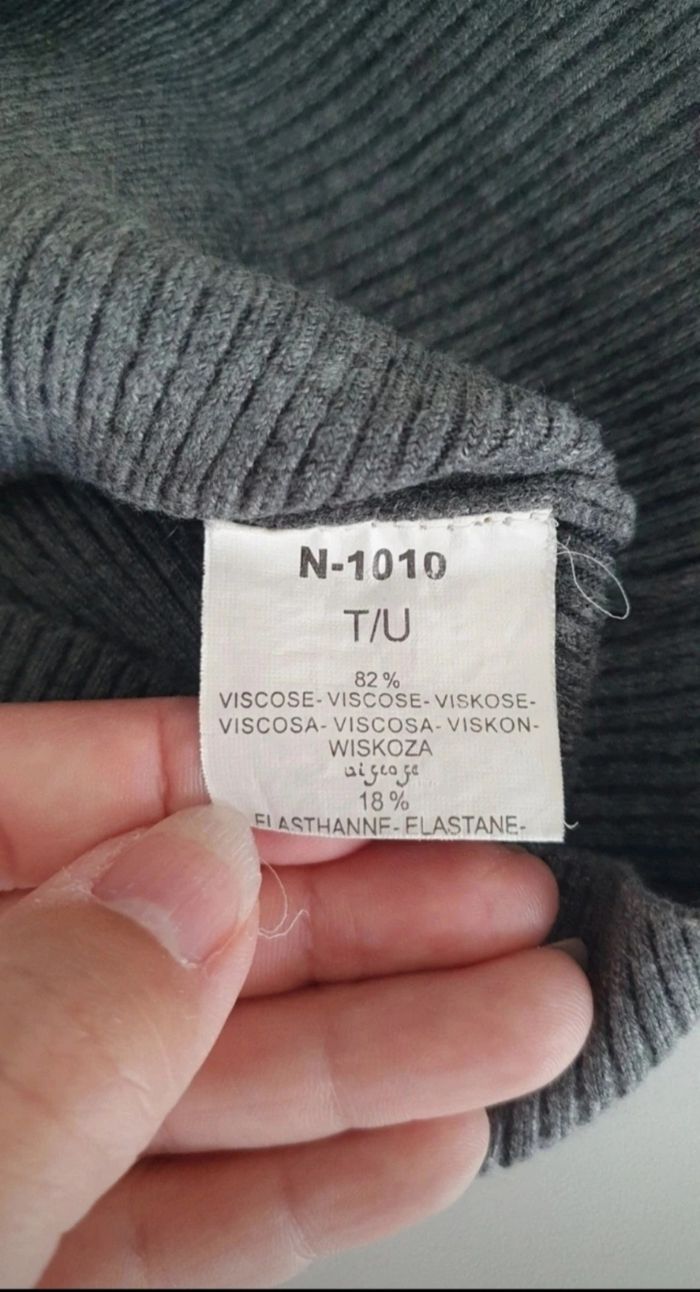 N-1010
T/U
82%
VISCOSE- VISCOSE- VISKOSE-
VISCOSA- VISCOSA- VISKON-
WISKOZA
18%
ELASTHANNE- ELASTANE-